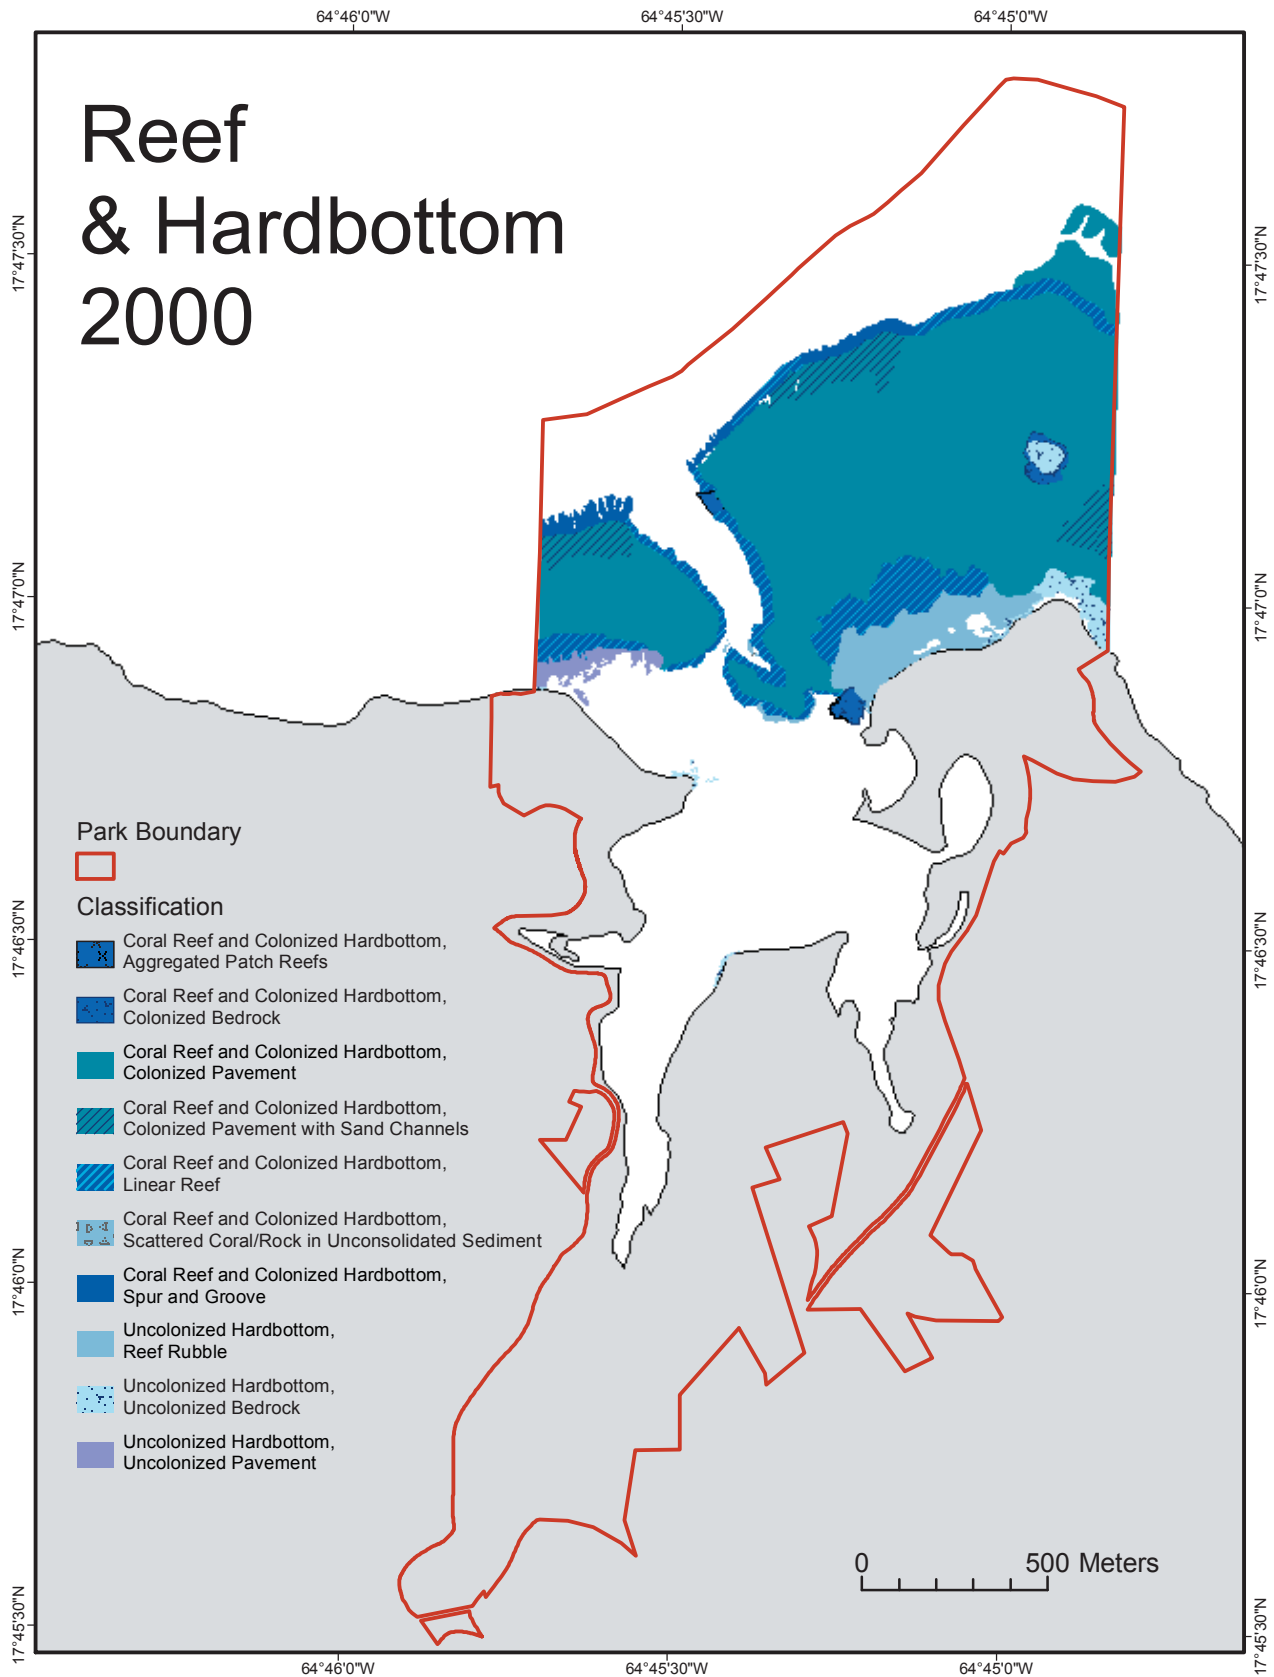 64°46'0"W
64°45'30"W
64°45'0"W
Reef
& Hardbottom
2000
17°47'30"N
17°47'30"N
17°47'0"N
17°47'0"N
Park Boundary
Classification
Coral Reef and Colonized Hardbottom,
Aggregated Patch Reefs
Coral Reef and Colonized Hardbottom,
Colonized Bedrock
Coral Reef and Colonized Hardbottom,
Colonized Pavement
Coral Reef and Colonized Hardbottom,
Colonized Pavement with Sand Channels
Coral Reef and Colonized Hardbottom,
Linear Reef
Coral Reef and Colonized Hardbottom,
Scattered Coral/Rock in Unconsolidated Sediment
Coral Reef and Colonized Hardbottom,
Spur and Groove
Uncolonized Hardbottom,
Reef Rubble
Uncolonized Hardbottom,
Uncolonized Bedrock
Uncolonized Hardbottom,
Uncolonized Pavement
17°46'30"N
17°46'30"N
17°46'0"N
17°46'0"N
0 500 Meters
17°45'30"N
17°45'30"N
64°46'0"W
64°45'30"W
64°45'0"W